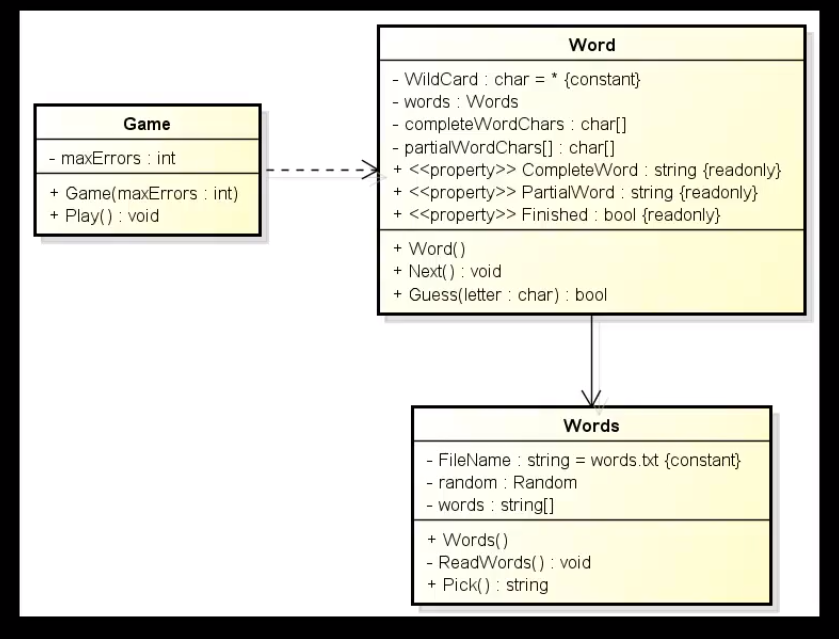 Game
- maxErrors : int
+ Game(maxErrors : int)
+ Play() : void
Word
- WildCard : char = * {constant}
- words : Words
- completeWordChars : char[]
- partialWordChars[] : char[]
+ <<property>> CompleteWord : string {readonly}
+ <<property>> PartialWord : string {readonly}
+ <<property>> Finished : bool {readonly}
+ Word()
+ Next() : void
+ Guess(letter : char) : bool
Words
- FileName : string = words.txt {constant}
- random : Random
- words : string[]
+ Words()
- ReadWords() : void
+ Pick() : string